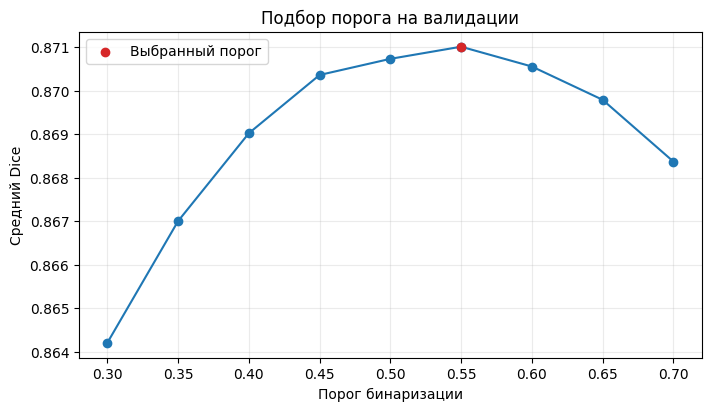 Подбор порога на валидации
Выбранный порог
Средний Dice
0.871
0.870
0.869
0.868
0.867
0.866
0.865
0.864
0.30 0.35 0.40 0.45 0.50 0.55 0.60 0.65 0.70
Порог бинаризации